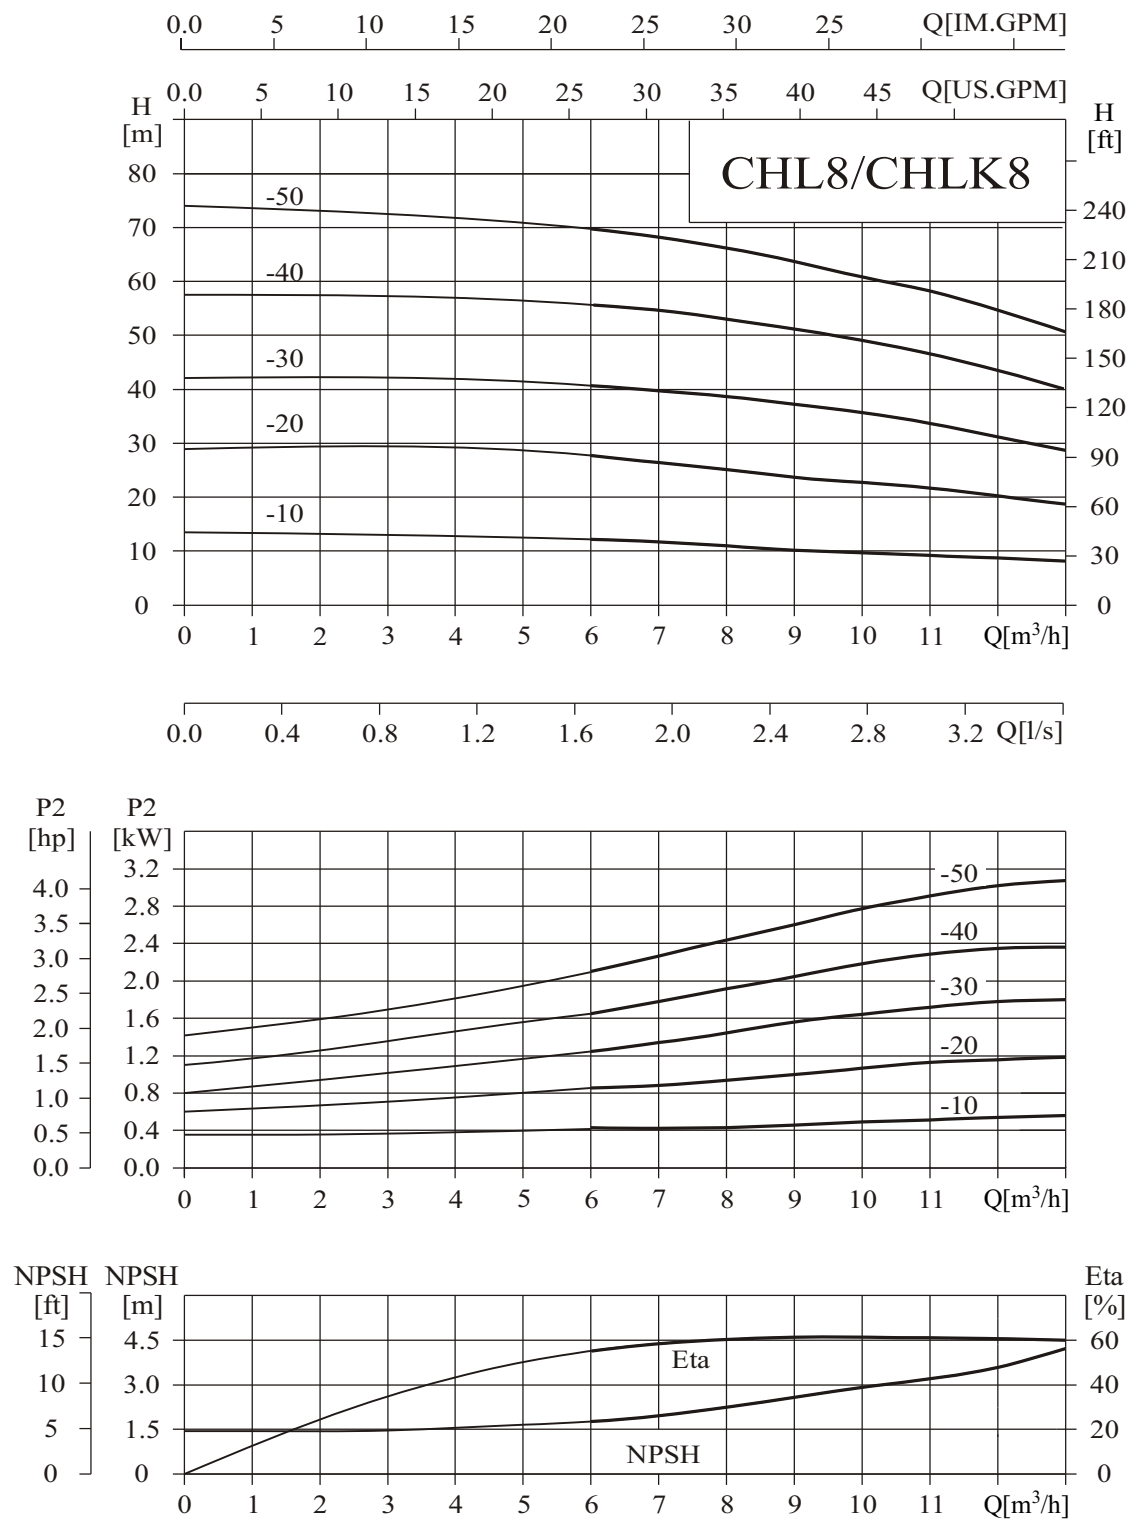 0.0 5 10 15 20 25 30 25 Q[IM.GPM]
0.0 5 10 15 20 25 30 35 40 45 Q[US.GPM]
H
[m]
H
[ft]
CHL8/CHLK8
80
70
60
50
40
30
20
10
0
240
210
180
150
120
90
60
30
0
-50
-40
-30
-20
-10
0 1 2 3 4 5 6 7 8 9 10 11 Q[m³/h]
0.0 0.4 0.8 1.2 1.6 2.0 2.4 2.8 3.2 Q[l/s]
P2
[hp]
P2
[kW]
4.0
3.5
3.0
2.5
2.0
1.5
1.0
0.5
0.0
3.2
2.8
2.4
2.0
1.6
1.2
0.8
0.4
0.0
-50
-40
-30
-20
-10
0 1 2 3 4 5 6 7 8 9 10 11 Q[m³/h]
NPSH
[ft]
NPSH
[m]
Eta
[%]
15
10
5
0
4.5
3.0
1.5
0
60
40
20
0
Eta
NPSH
0 1 2 3 4 5 6 7 8 9 10 11 Q[m³/h]